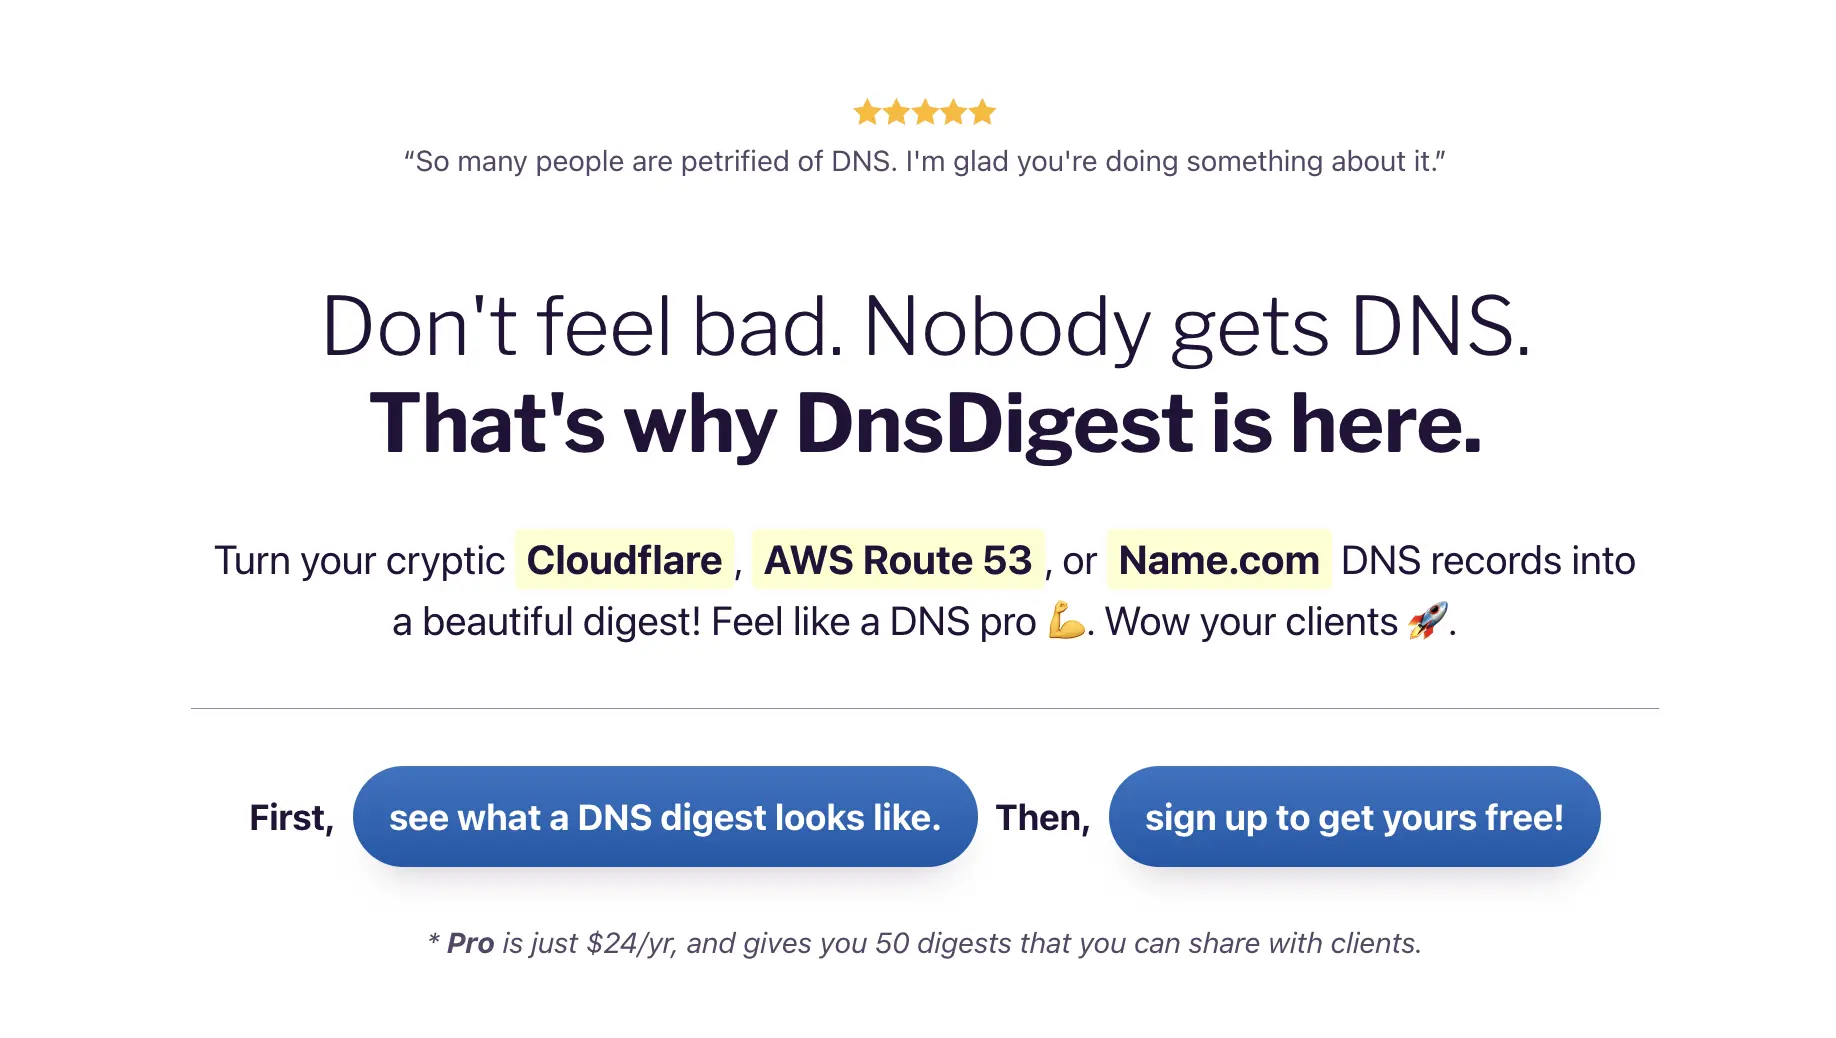 “So many people are petrified of DNS. I'm glad you're doing something about it.”
Don't feel bad. Nobody gets DNS.
That's why DnsDigest is here.
Turn your cryptic Cloudflare, AWS Route 53, or Name.com DNS records into
a beautiful digest! Feel like a DNS pro 💪. Wow your clients 🚀.
First, see what a DNS digest looks like. Then, sign up to get yours free!
* Pro is just $24/yr, and gives you 50 digests that you can share with clients.